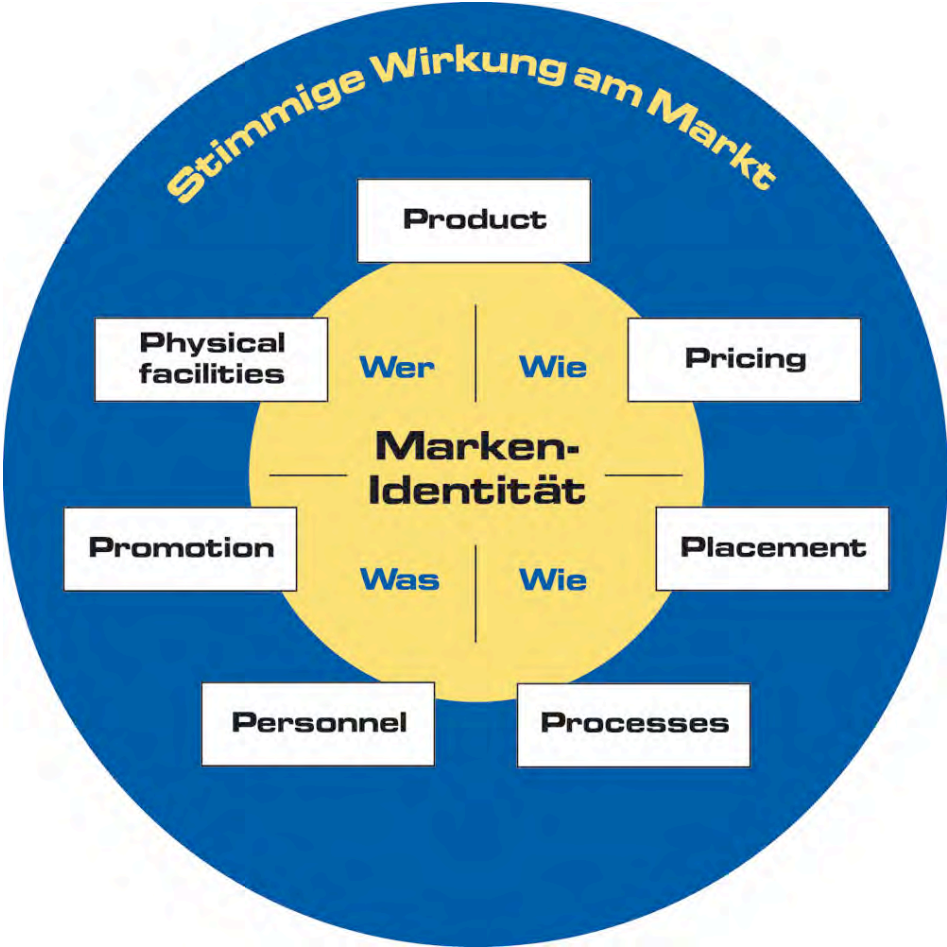 Stimmige Wirkung am Markt
Product
Physical
facilities
Wer
Wie
Pricing
Marken-
Identität
Promotion
Placement
Was
Wie
Personnel
Processes